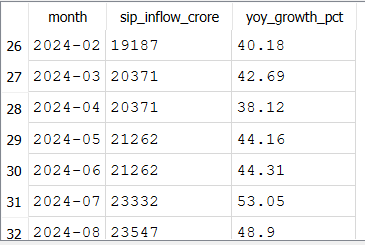 month sip_inflow_crore yoy_growth_pct
26 2024-02 19187 40.18
27 2024-03 20371 42.69
28 2024-04 20371 38.12
29 2024-05 21262 44.16
30 2024-06 21262 44.31
31 2024-07 23332 53.05
32 2024-08 23547 48.9